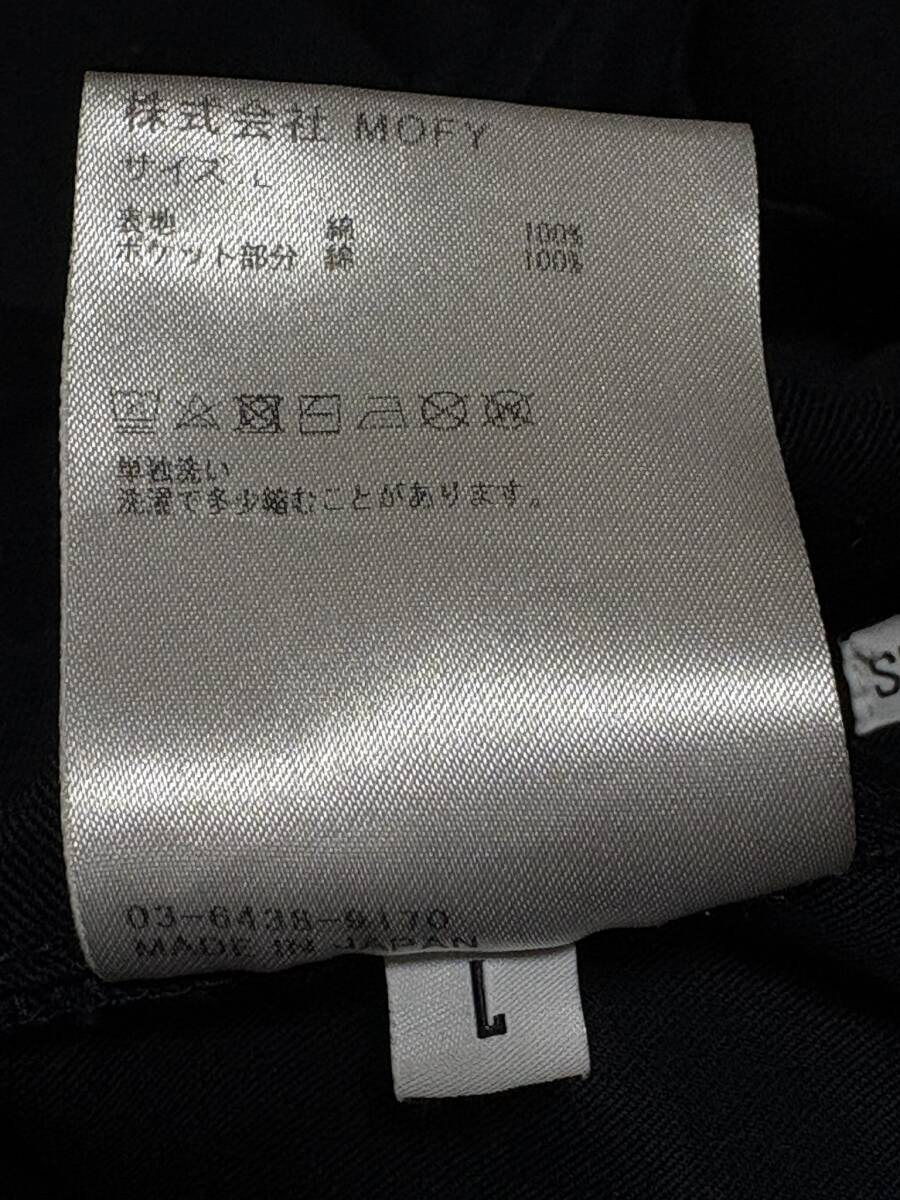 株式会社 MOFY
サイズ L
表地 綿 100%
ポケット部分 綿 100%
単独洗い
洗濯で多少縮むことがあります。
03-6438-9170
MADE IN JAPAN
L
S